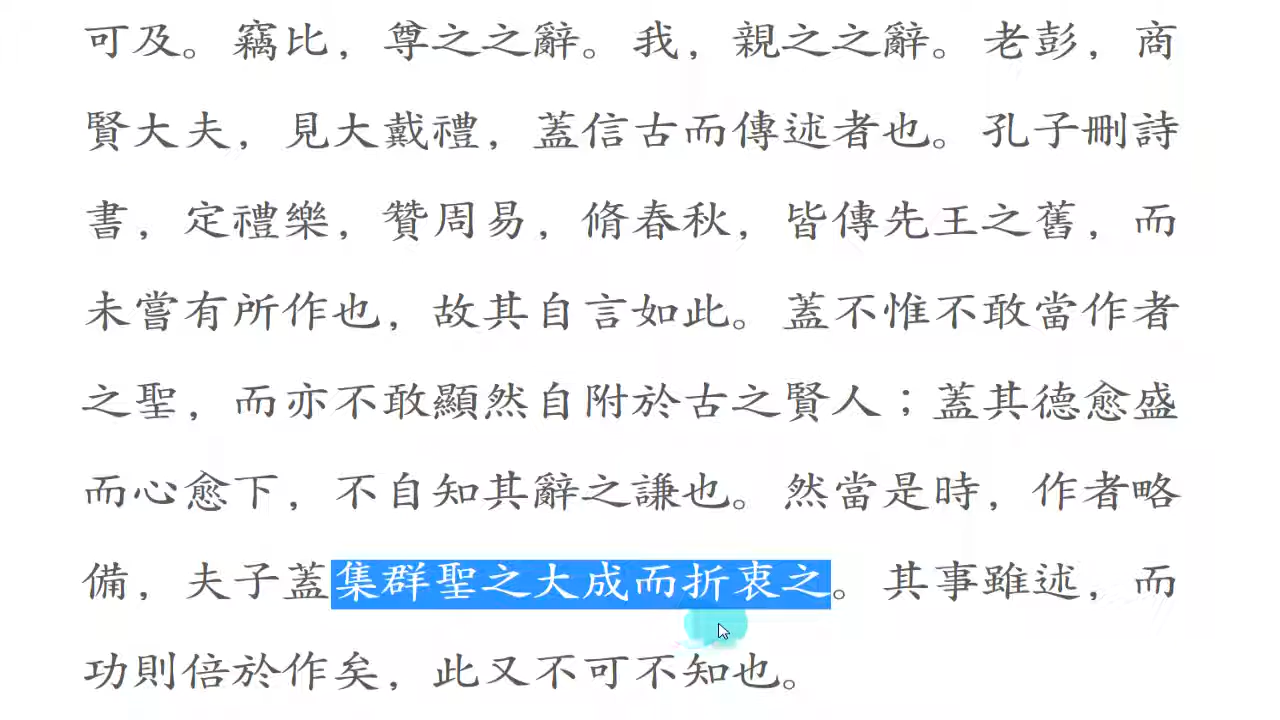 可及。竊比，尊之之辭。我，親之之辭。老彭，商
賢大夫，見大戴禮，蓋信古而傳述者也。孔子刪詩
書，定禮樂，贊周易，脩春秋，皆傳先王之舊，而
未嘗有所作也，故其自言如此。蓋不惟不敢當作者
之聖，而亦不敢顯然自附於古之賢人；蓋其德愈盛
而心愈下，不自知其辭之謙也。然當是時，作者略
備，夫子蓋集群聖之大成而折衷之。其事雖述，而
功則倍於作矣，此又不可不知也。